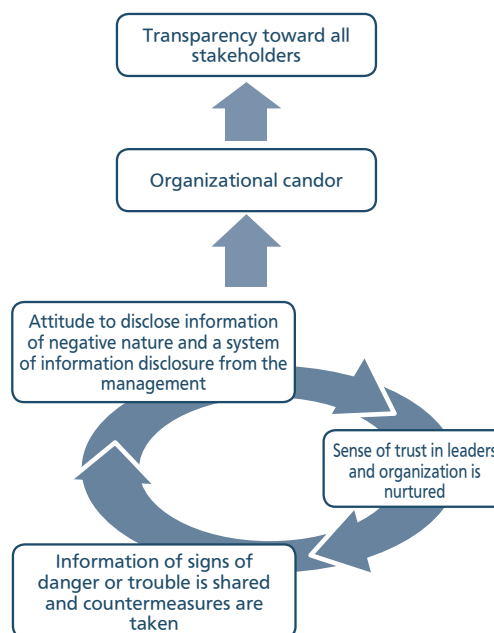 Transparency toward all
stakeholders
Organizational candor
Attitude to disclose information
of negative nature and a system
of information disclosure from the
management
Sense of trust in leaders
and organization is
nurtured
Information of signs of
danger or trouble is shared
and countermeasures are
taken